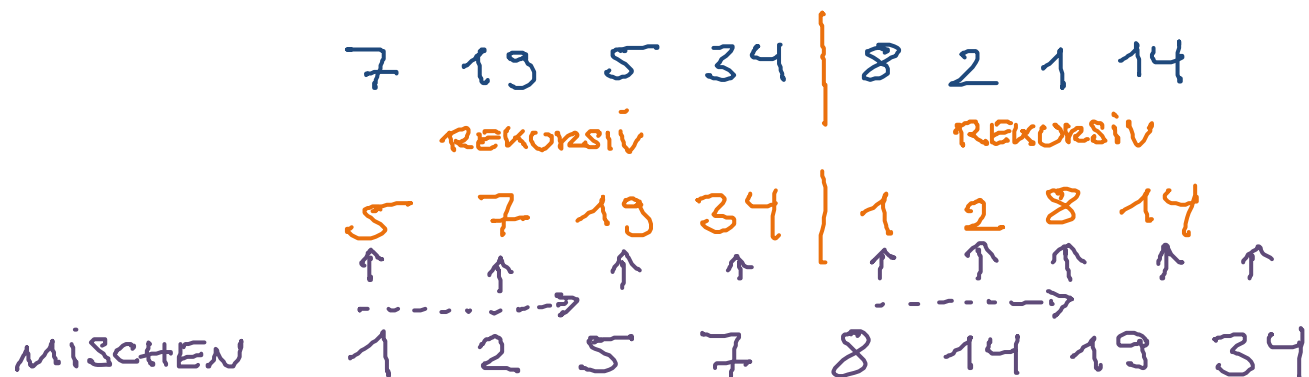 7 19 5 34 | 8 2 1 14
REKURSiV REKURSiV
5 7 19 34 | 1 2 8 14
MiSCHEN 1 2 5 7 8 14 19 34